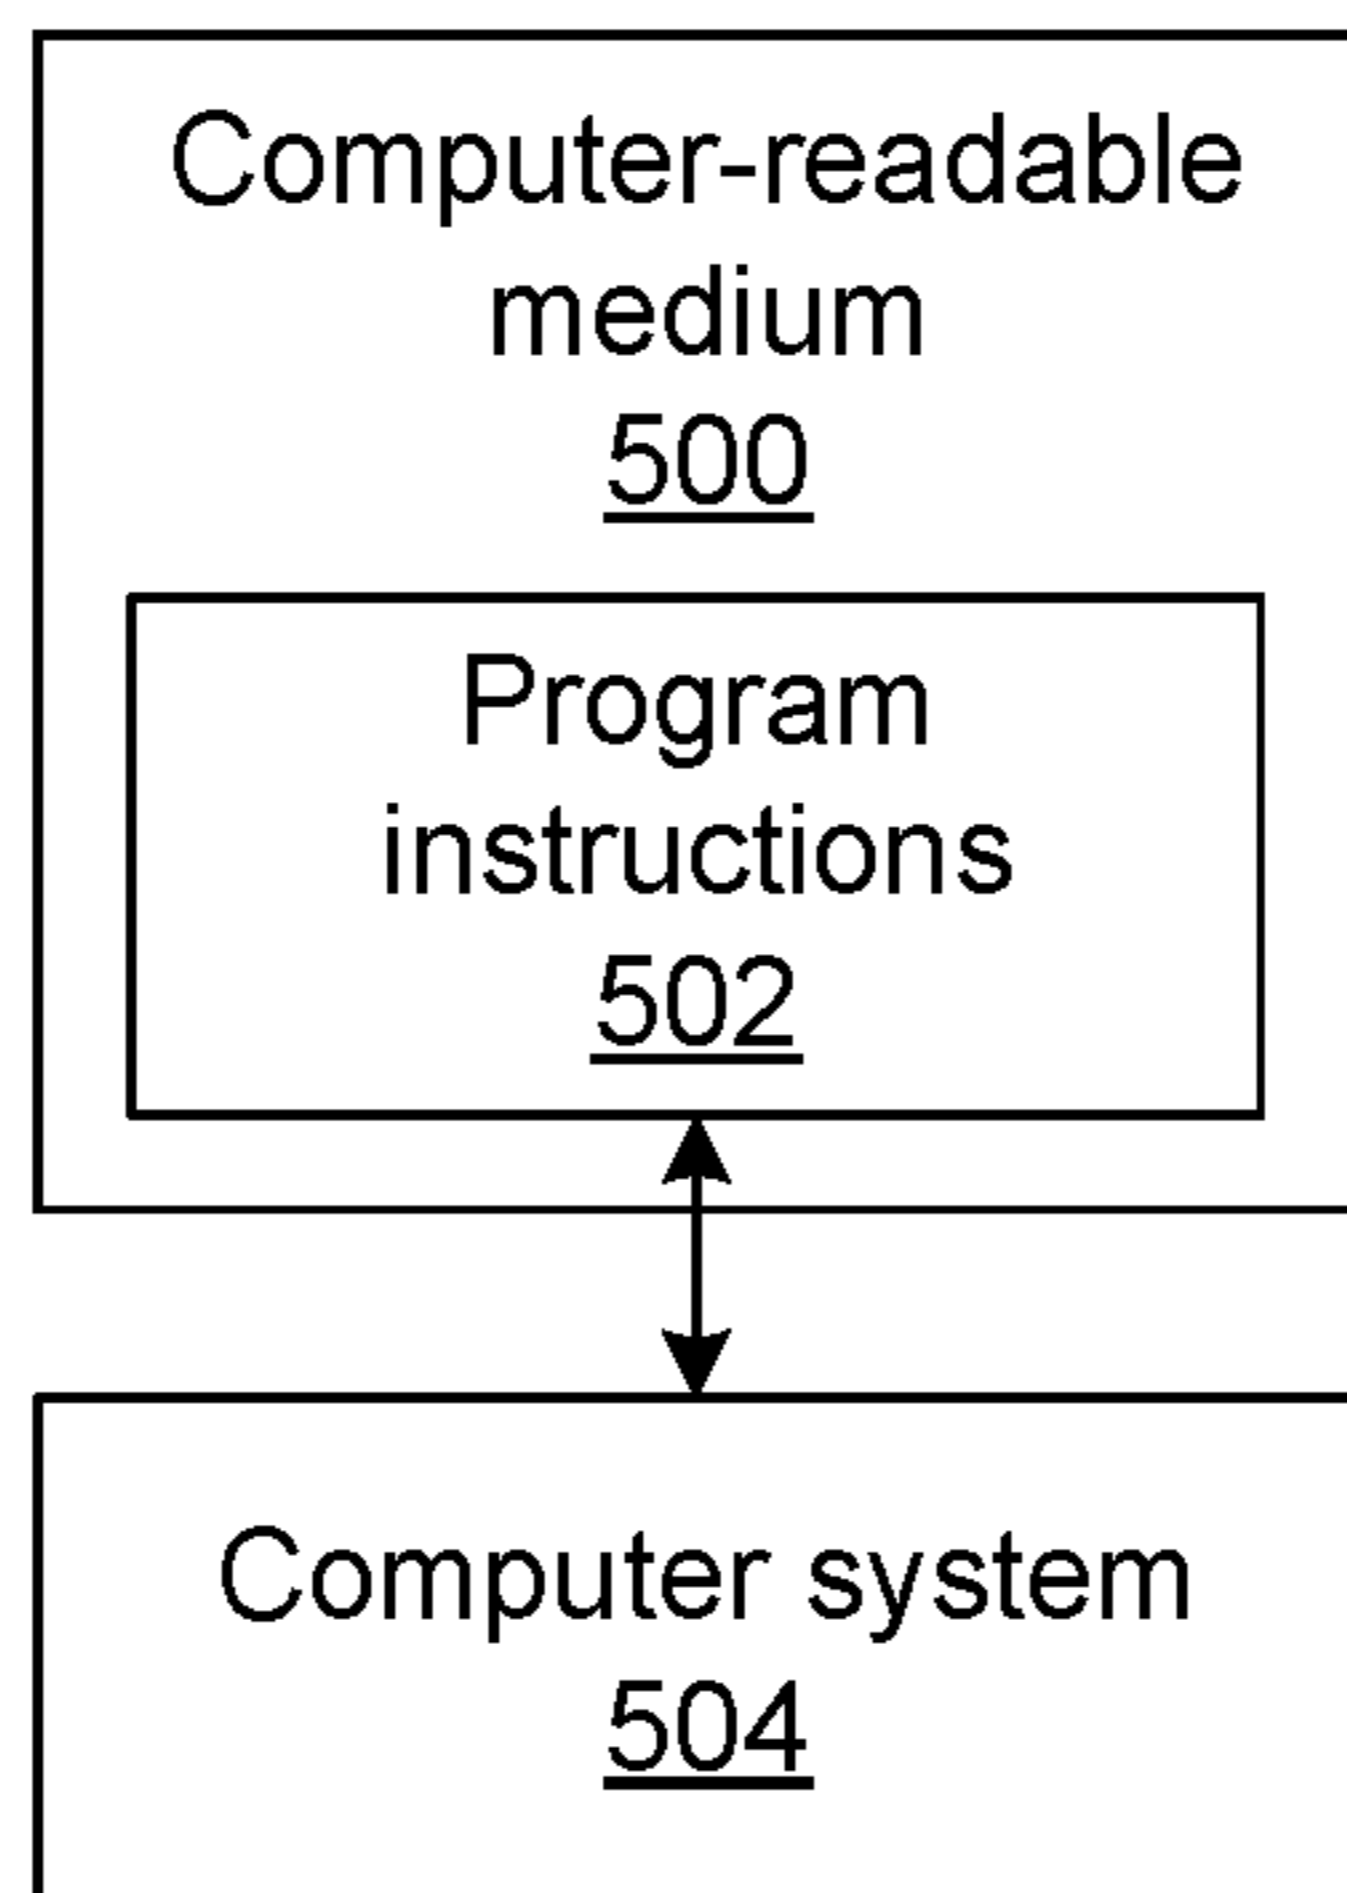 Computer-readable
medium
500
Program
instructions
502
Computer system
504